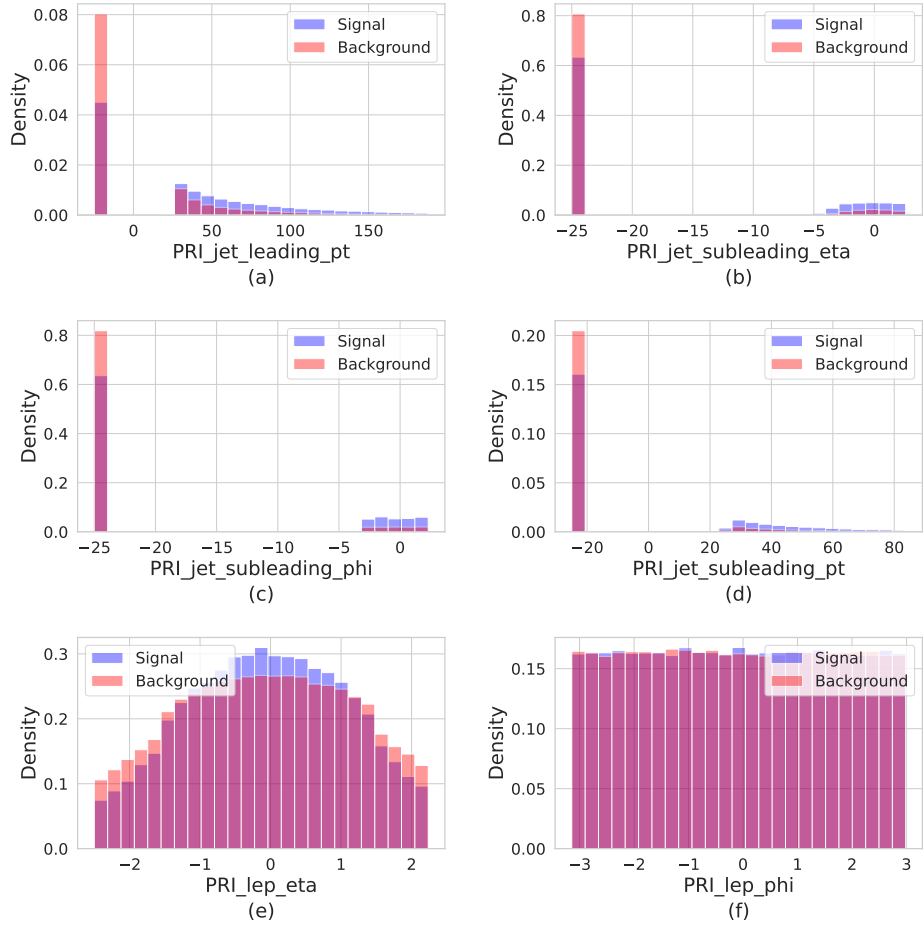 Density
0.08
0.06
0.04
0.02
0.00
Signal
Background
0 50 100 150
PRI_jet_leading_pt
(a)
Density
0.8
0.6
0.4
0.2
0.0
Signal
Background
−25 −20 −15 −10 −5 0
PRI_jet_subleading_eta
(b)
Density
0.8
0.6
0.4
0.2
0.0
Signal
Background
−25 −20 −15 −10 −5 0
PRI_jet_subleading_phi
(c)
Density
0.20
0.15
0.10
0.05
0.00
Signal
Background
−20 0 20 40 60 80
PRI_jet_subleading_pt
(d)
Density
0.3
0.2
0.1
0.0
Signal
Background
−2 −1 0 1 2
PRI_lep_eta
(e)
Density
0.15
0.10
0.05
0.00
Signal
Background
−3 −2 −1 0 1 2 3
PRI_lep_phi
(f)